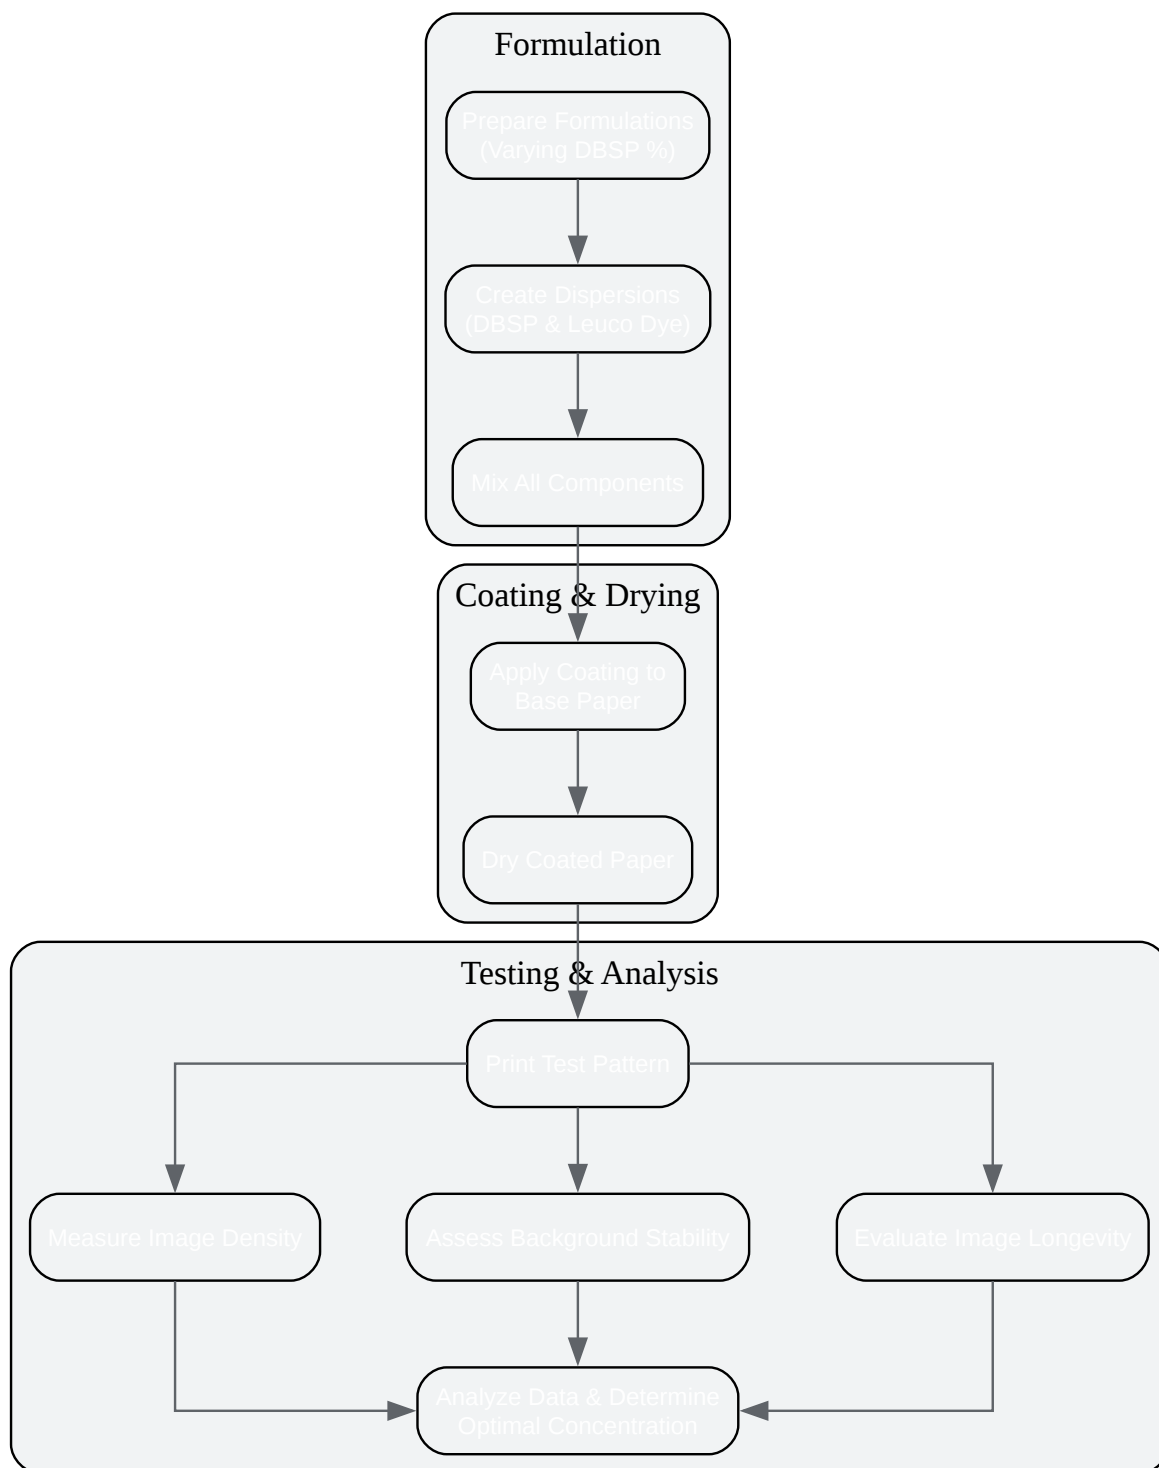 Formulation
Prepare Formulations
(Varying DBSP %)
Create Dispersions
(DBSP & Leuco Dye)
Mix All Components
Coating & Drying
Apply Coating to
Base Paper
Dry Coated Paper
Testing & Analysis
Print Test Pattern
Measure Image Density
Assess Background Stability
Evaluate Image Longevity
Analyze Data & Determine
Optimal Concentration